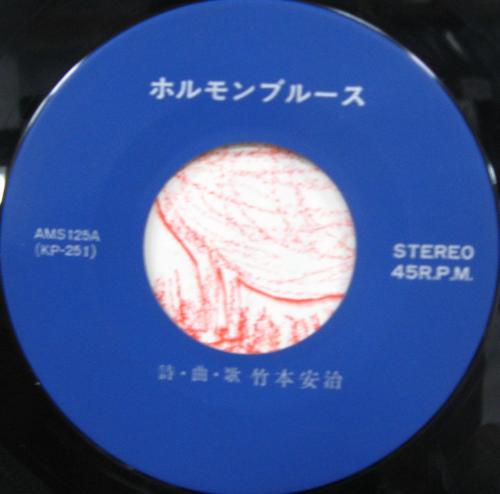 ホルモンブルース
AMS125A
(KP-251)
STEREO
45R.P.M.
詩・曲・歌 竹本安治